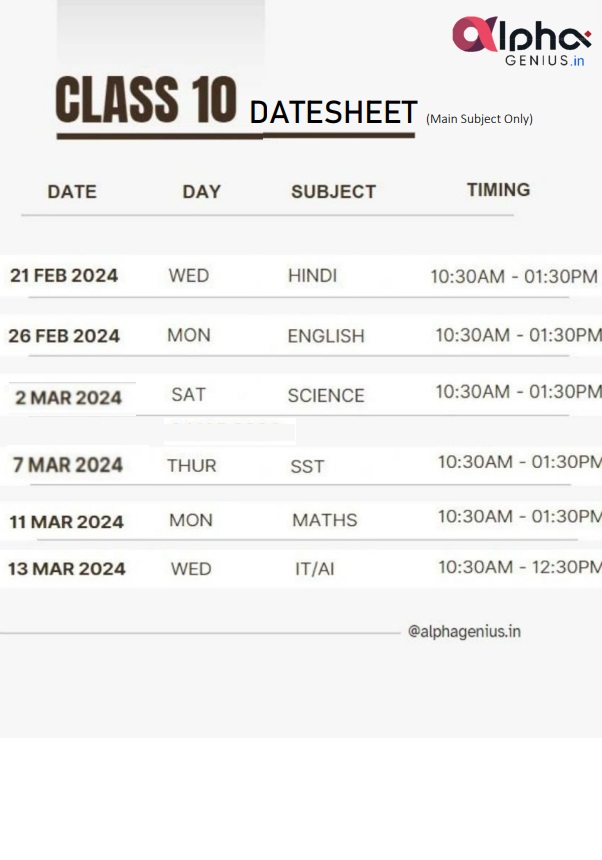 αlphα
GENIUS.in
CLASS 10 DATESHEET (Main Subject Only)
DATE DAY SUBJECT TIMING
21 FEB 2024 WED HINDI 10:30AM - 01:30PM
26 FEB 2024 MON ENGLISH 10:30AM - 01:30PM
2 MAR 2024 SAT SCIENCE 10:30AM - 01:30PM
7 MAR 2024 THUR SST 10:30AM - 01:30PM
11 MAR 2024 MON MATHS 10:30AM - 01:30PM
13 MAR 2024 WED IT/AI 10:30AM - 12:30PM
@alphagenius.in